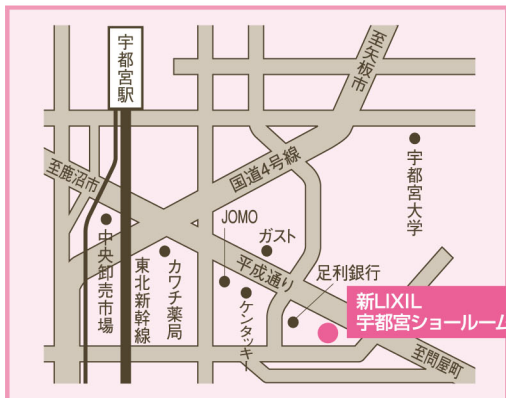 宇都宮駅
至矢板市
宇都宮大学
国道4号線
至鹿沼市
中央卸売市場
東北新幹線
カワチ薬局
JOMO
ガスト
平成通り
ケンタッキー
足利銀行
新LIXIL
宇都宮ショールーム
至問屋町